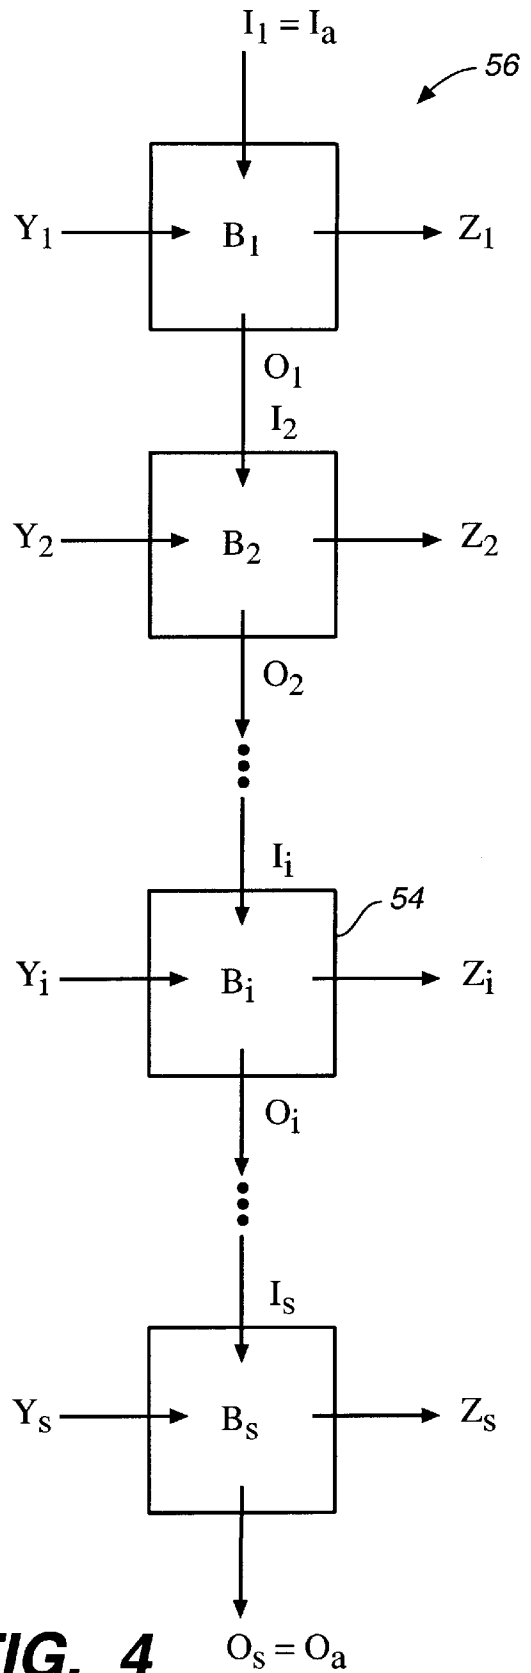 I₁ = Iₐ
56
Y₁ B₁ Z₁
O₁
I₂
Y₂ B₂ Z₂
O₂
Iᵢ
54
Yᵢ Bᵢ Zᵢ
Oᵢ
Iₛ
Yₛ Bₛ Zₛ
FIG. 4 Oₛ = Oₐ